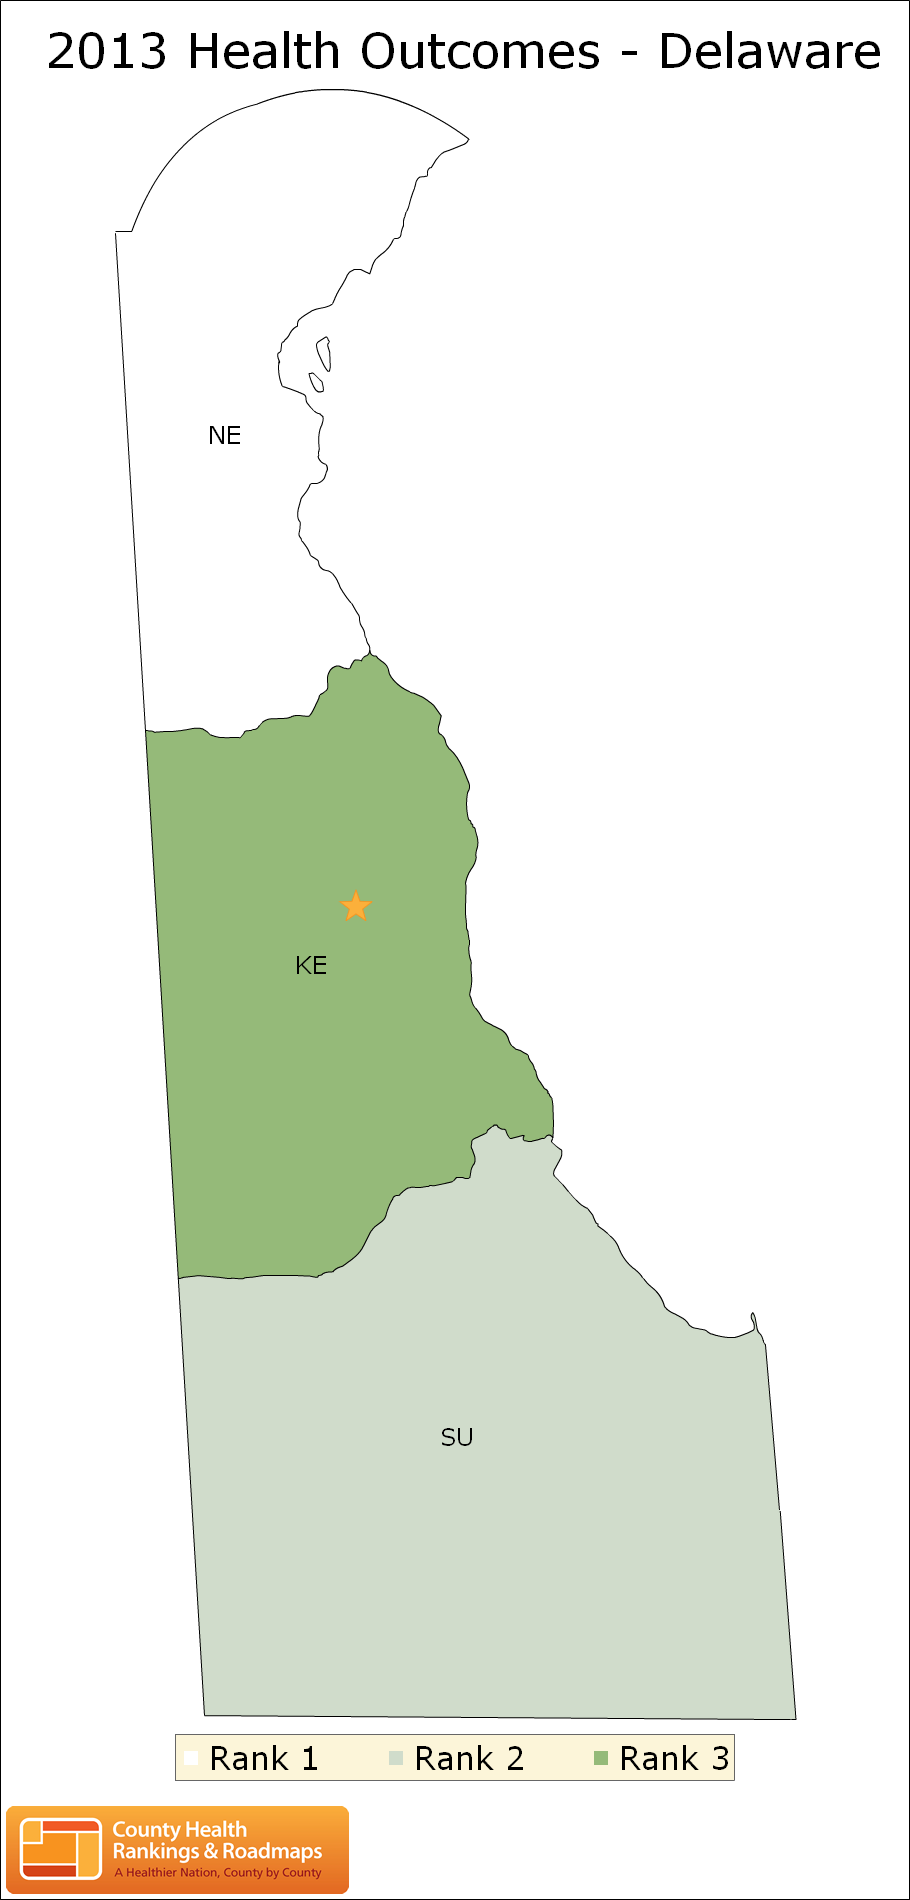 2013 Health Outcomes - Delaware
NE
KE
SU
Rank 1 Rank 2 Rank 3
County Health
Rankings & Roadmaps
A Healthier Nation, County by County